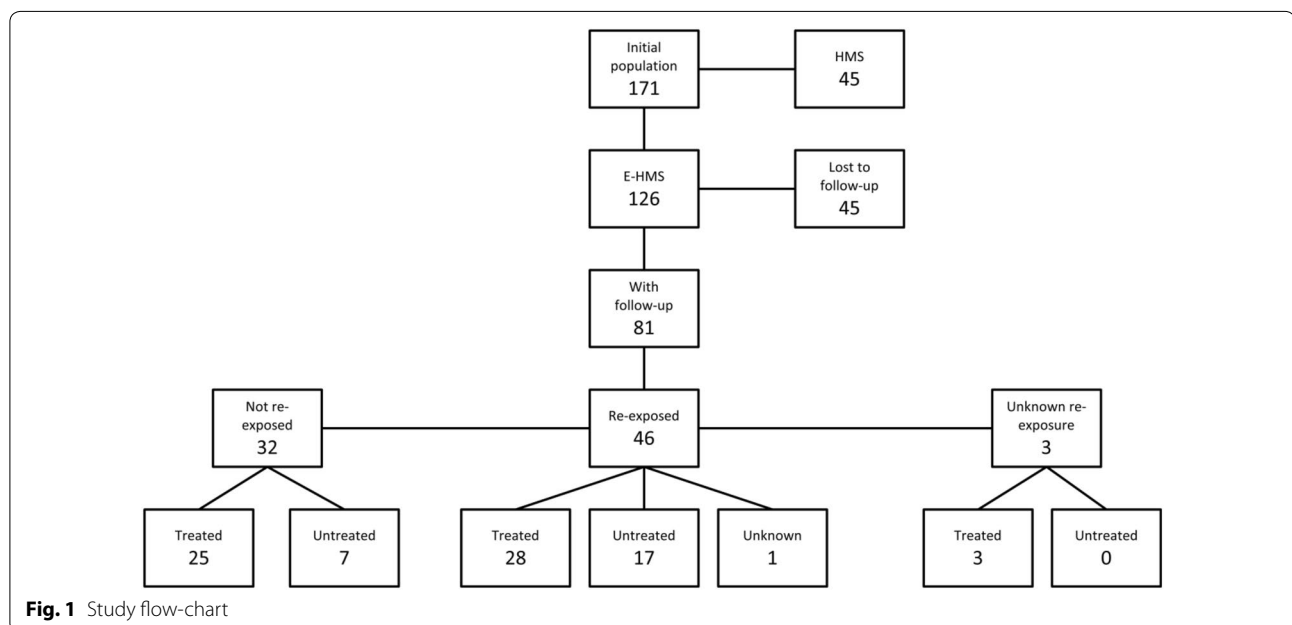 Initial
population
171
HMS
45
E-HMS
126
Lost to
follow-up
45
With
follow-up
81
Not re-
exposed
32
Re-exposed
46
Unknown re-
exposure
3
Treated
25
Untreated
7
Treated
28
Untreated
17
Unknown
1
Treated
3
Untreated
0
Fig. 1 Study flow-chart